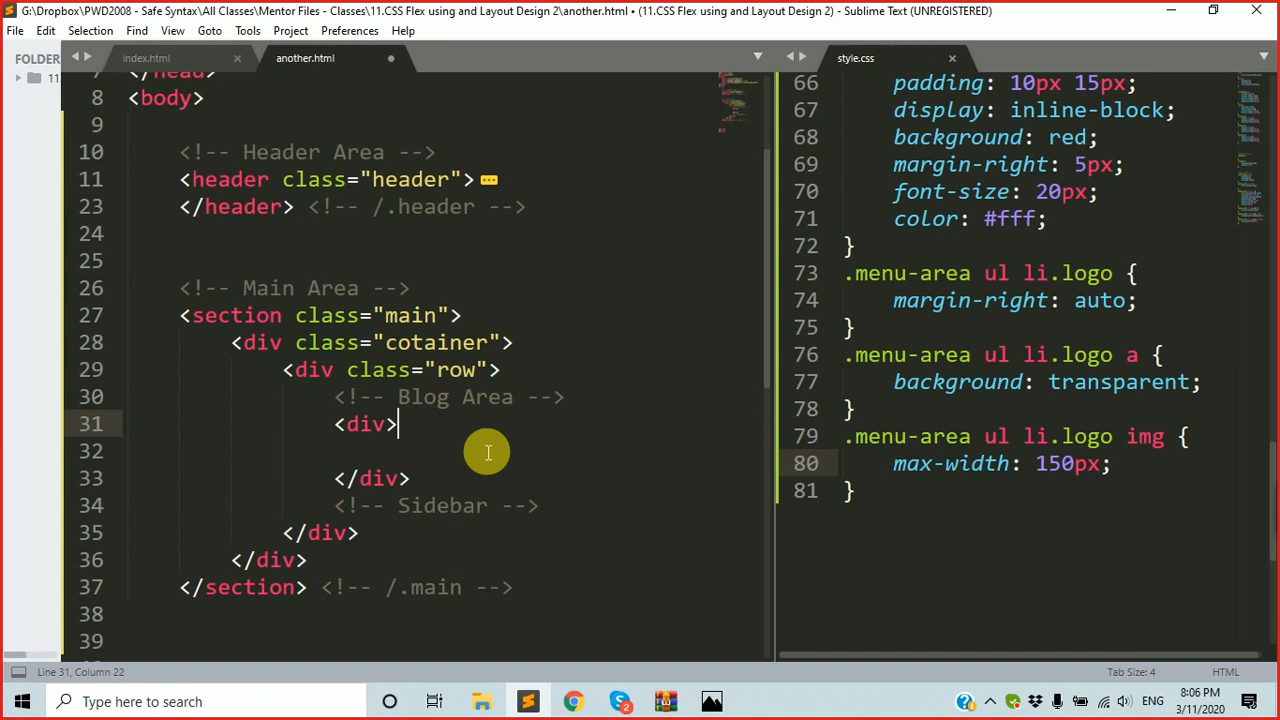 G:\Dropbox\PWD2008 - Safe Syntax\All Classes\Mentor Files - Classes\11.CSS Flex using and Layout Design 2\another.html • (11.CSS Flex using and Layout Design 2) - Sublime Text (UNREGISTERED)
File Edit Selection Find View Goto Tools Project Preferences Help
FOLDER
11.
index.html ×
another.html
7 </head>
8 <body>
9
10 <!-- Header Area -->
11 <header class="header">
23 </header> <!-- /.header -->
24
25
26 <!-- Main Area -->
27 <section class="main">
28 <div class="cotainer">
29 <div class="row">
30 <!-- Blog Area -->
31 <div>
32
33 </div>
34 <!-- Sidebar -->
35 </div>
36 </div>
37 </section> <!-- /.main -->
38
39
style.css ×
66 padding: 10px 15px;
67 display: inline-block;
68 background: red;
69 margin-right: 5px;
70 font-size: 20px;
71 color: #fff;
72 }
73 .menu-area ul li.logo {
74 margin-right: auto;
75 }
76 .menu-area ul li.logo a {
77 background: transparent;
78 }
79 .menu-area ul li.logo img {
80 max-width: 150px;
81 }
Line 31, Column 22
Tab Size: 4
HTML
Type here to search
2
ENG
8:06 PM
3/11/2020